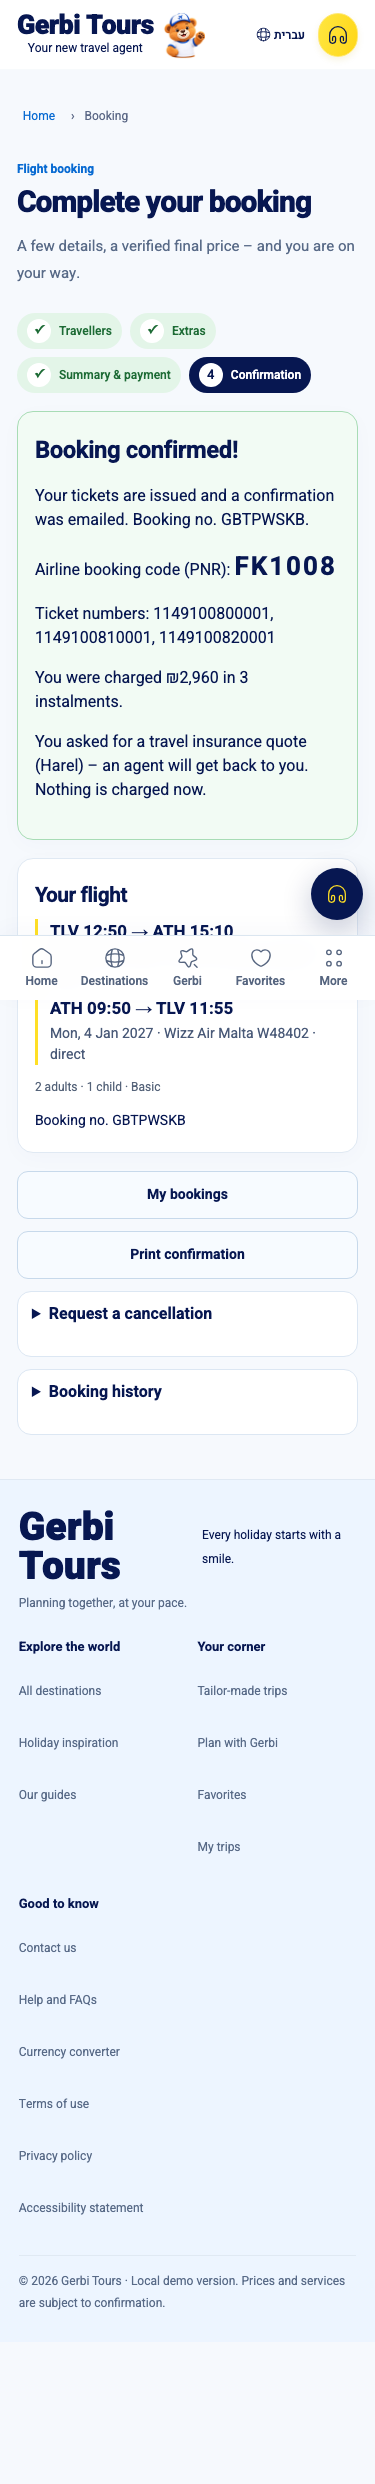 Gerbi Tours
Your new travel agent
עברית
Home › Booking
Flight booking
Complete your booking
A few details, a verified final price – and you are on
your way.
✓ Travellers
✓ Extras
✓ Summary & payment
4 Confirmation
Booking confirmed!
Your tickets are issued and a confirmation
was emailed. Booking no. GBTPWSKB.
Airline booking code (PNR): FK1008
Ticket numbers: 1149100800001,
1149100810001, 1149100820001
You were charged ₪2,960 in 3
instalments.
You asked for a travel insurance quote
(Harel) – an agent will get back to you.
Nothing is charged now.
Your flight
TLV 12:50 → ATH 15:10
Home
Destinations
Gerbi
Favorites
More
ATH 09:50 → TLV 11:55
Mon, 4 Jan 2027 · Wizz Air Malta W48402 ·
direct
2 adults · 1 child · Basic
Booking no. GBTPWSKB
My bookings
Print confirmation
Request a cancellation
Booking history
Gerbi
Tours
Every holiday starts with a
smile.
Planning together, at your pace.
Explore the world
All destinations
Holiday inspiration
Our guides
Your corner
Tailor-made trips
Plan with Gerbi
Favorites
My trips
Good to know
Contact us
Help and FAQs
Currency converter
Terms of use
Privacy policy
Accessibility statement
© 2026 Gerbi Tours · Local demo version. Prices and services
are subject to confirmation.